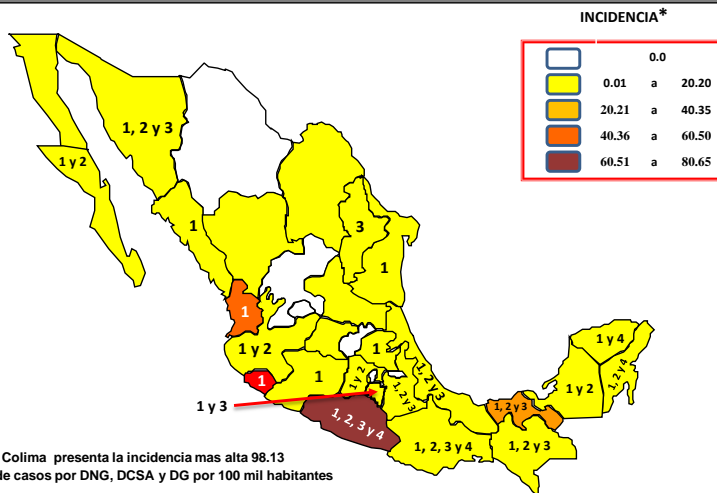 INCIDENCIA*
0.0
0.01 a 20.20
20.21 a 40.35
40.36 a 60.50
60.51 a 80.65
1, 2 y 3
1 y 2
1
3
1
1
1 y 2
1
1
1 y 3
1 y 2
1
1
1, 2 y 3
1, 2 y 3
1, 2, 3 y 4
1, 2, 3 y 4
1, 2 y 3
1, 2 y 3
1 y 2
1 y 4
1, 2 y 4
Colima presenta la incidencia mas alta 98.13
de casos por DNG, DCSA y DG por 100 mil habitantes